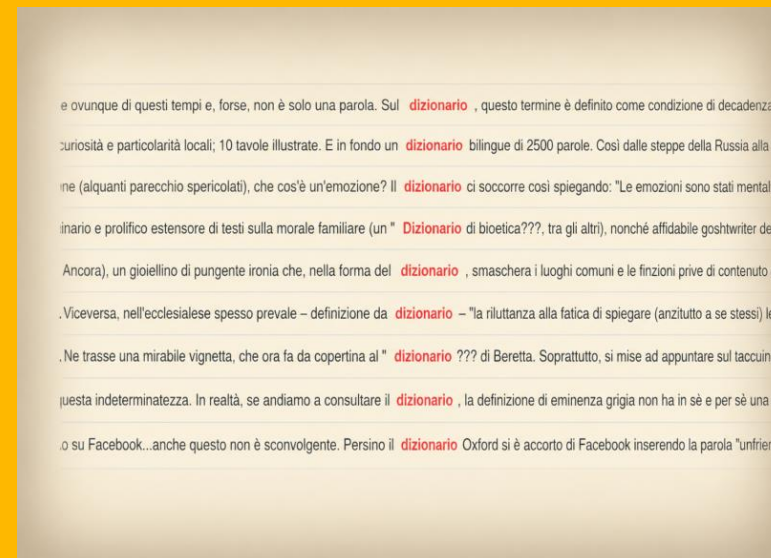 e ovunque di questi tempi e, forse, non è solo una parola. Sul dizionario , questo termine è definito come condizione di decadenza
curiosità e particolarità locali; 10 tavole illustrate. E in fondo un dizionario bilingue di 2500 parole. Così dalle steppe della Russia alla
ne (alquanti parecchio spericolati), che cos'è un'emozione? Il dizionario ci soccorre così spiegando: "Le emozioni sono stati mental
inario e prolifico estensore di testi sulla morale familiare (un " Dizionario di bioetica???, tra gli altri), nonché affidabile goshtwriter de
Ancora), un gioiellino di pungente ironia che, nella forma del dizionario , smaschera i luoghi comuni e le finzioni prive di contenuto
. Viceversa, nell'ecclesialese spesso prevale – definizione da dizionario – "la riluttanza alla fatica di spiegare (anzitutto a se stessi) le
. Ne trasse una mirabile vignetta, che ora fa da copertina al " dizionario ??? di Beretta. Soprattutto, si mise ad appuntare sul taccuin
questa indeterminatezza. In realtà, se andiamo a consultare il dizionario , la definizione di eminenza grigia non ha in sè e per sè una
.o su Facebook...anche questo non è sconvolgente. Persino il dizionario Oxford si è accorto di Facebook inserendo la parola "unfrien